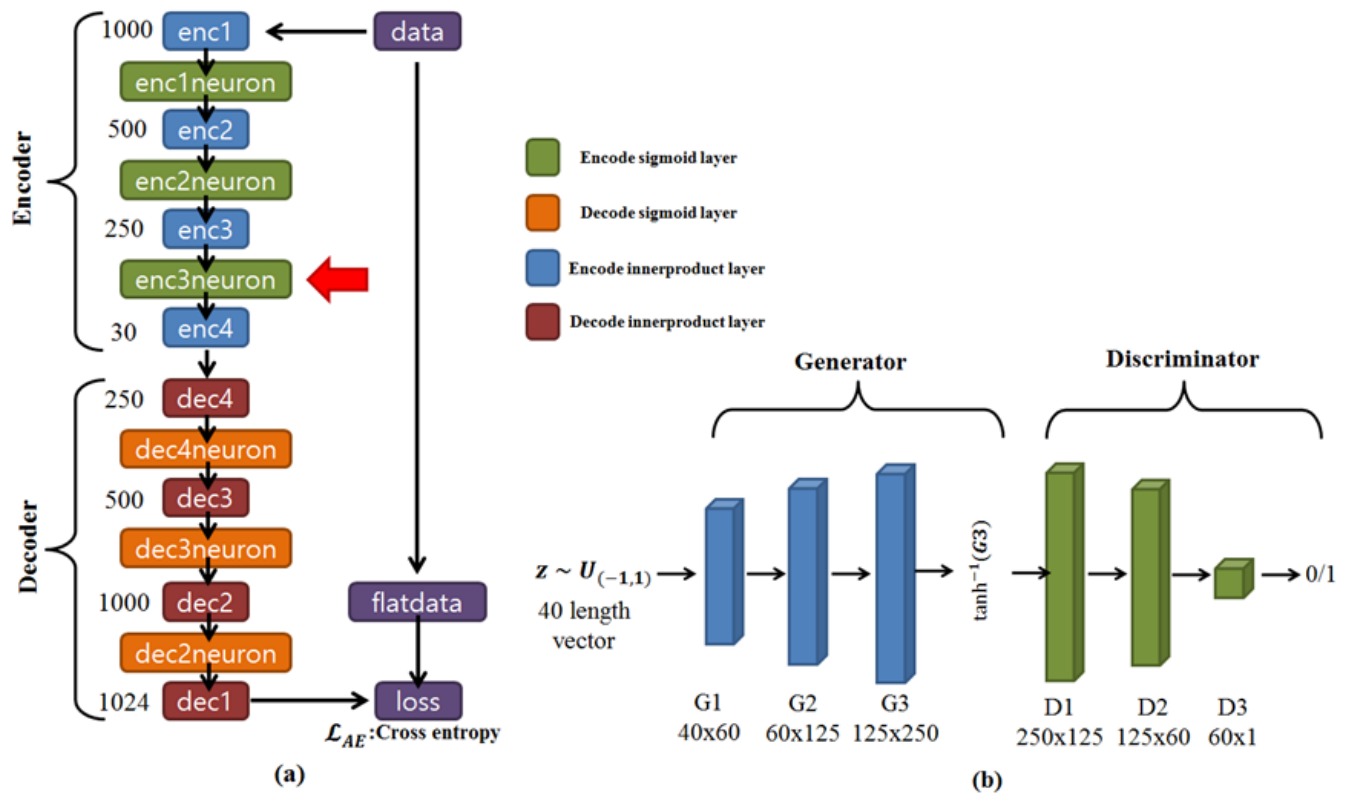 Encoder
1000
enc1
data
enc1neuron
500
enc2
enc2neuron
250
enc3
enc3neuron
30
enc4
Decoder
250
dec4
dec4neuron
500
dec3
dec3neuron
1000
dec2
flatdata
dec2neuron
1024
dec1
loss
ℒ_AE:Cross entropy
(a)
Encode sigmoid layer
Decode sigmoid layer
Encode innerproduct layer
Decode innerproduct layer
Generator
Discriminator
z ~ U_(−1,1)
40 length
vector
tanh⁻¹(G3)
0/1
G1
40x60
G2
60x125
G3
125x250
D1
250x125
D2
125x60
D3
60x1
(b)